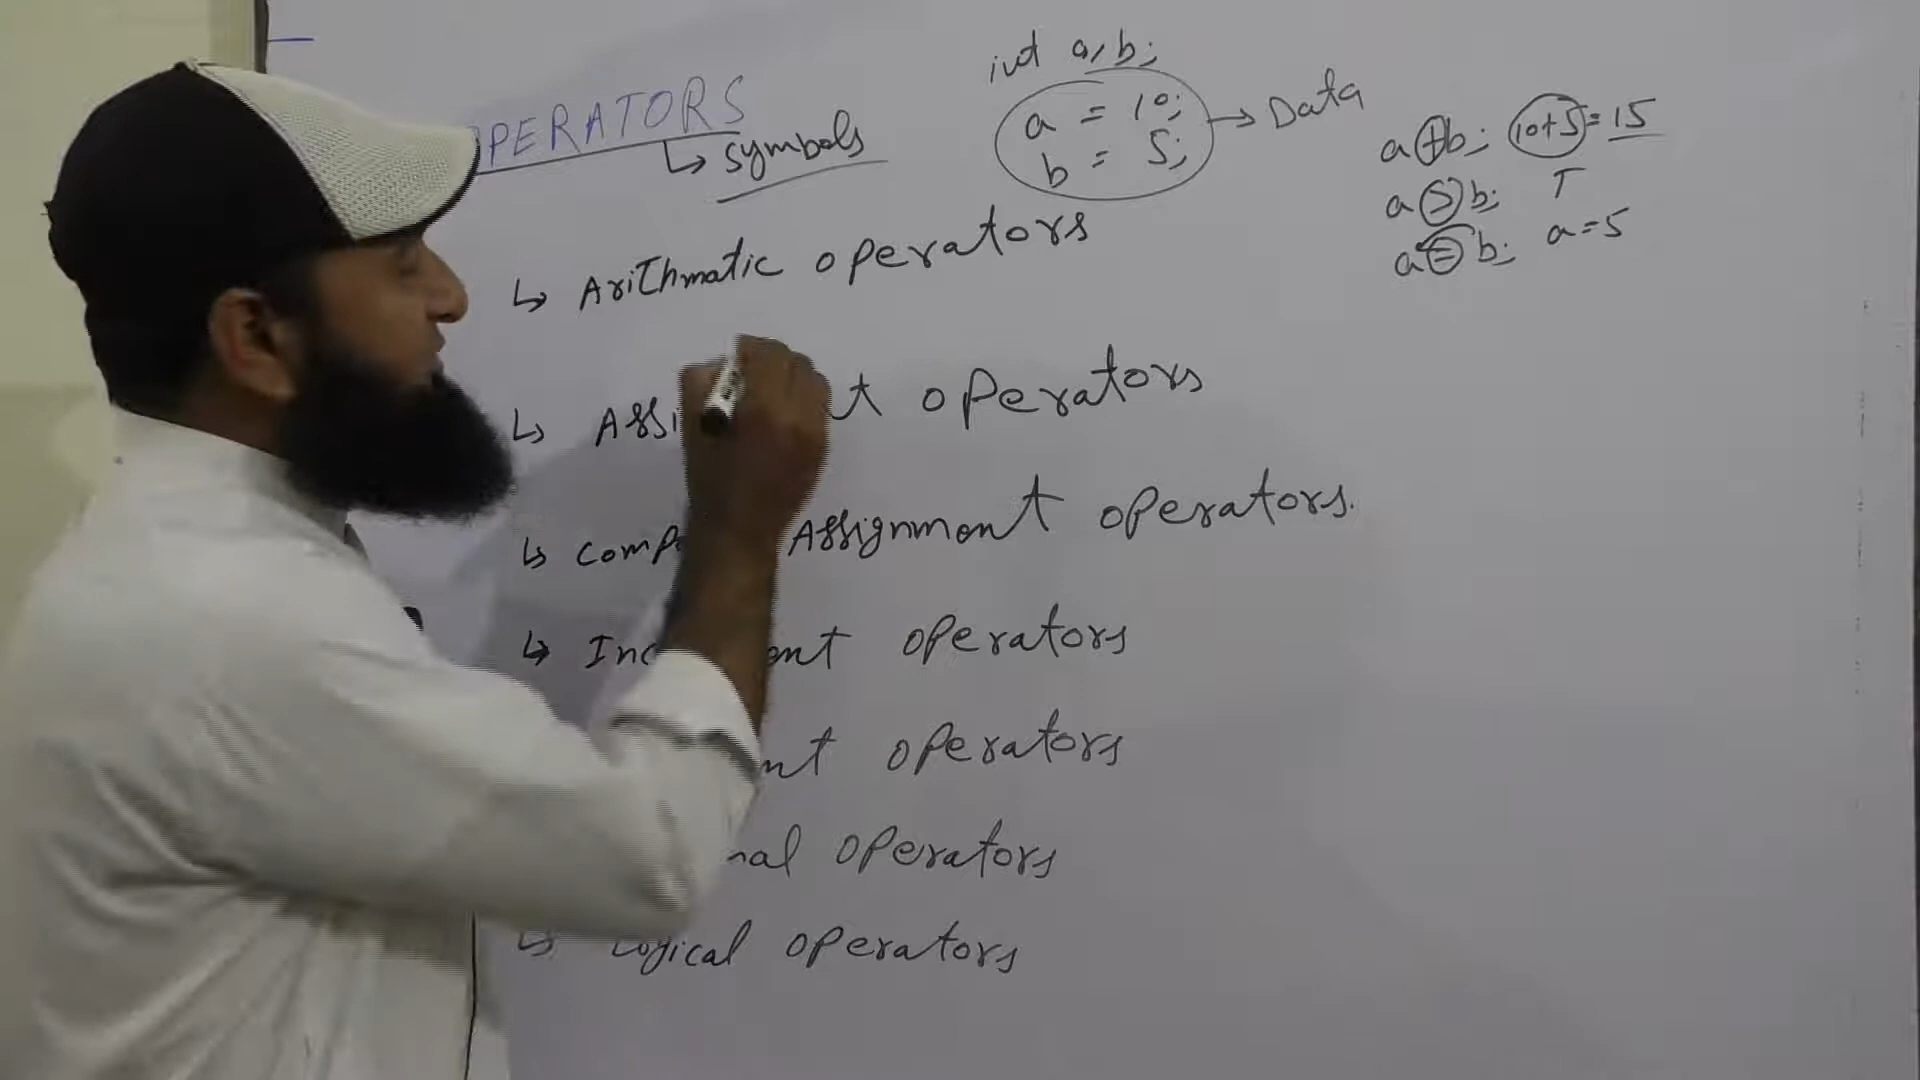 int a, b;
PERATORS
↳ symbols
a = 10;
b = 5;
→ Data
a+b; 10+5 = 15
a > b; T
a = b; a=5
↳ Arithmatic operators
↳ operators
↳ Assignment operators.
↳ operators
operators
operators
↳ Logical operators